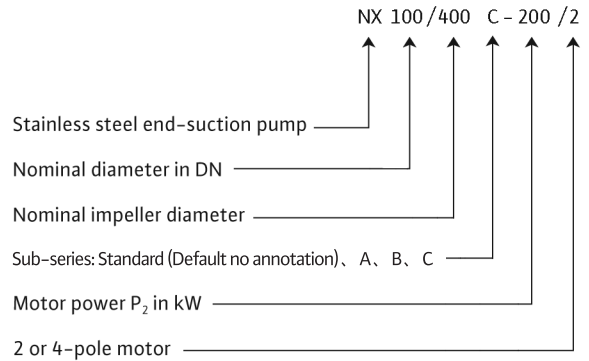 NX 100/400 C-200/2
Stainless steel end-suction pump
Nominal diameter in DN
Nominal impeller diameter
Sub-series: Standard (Default no annotation)、A、B、C
Motor power P₂ in kW
2 or 4-pole motor